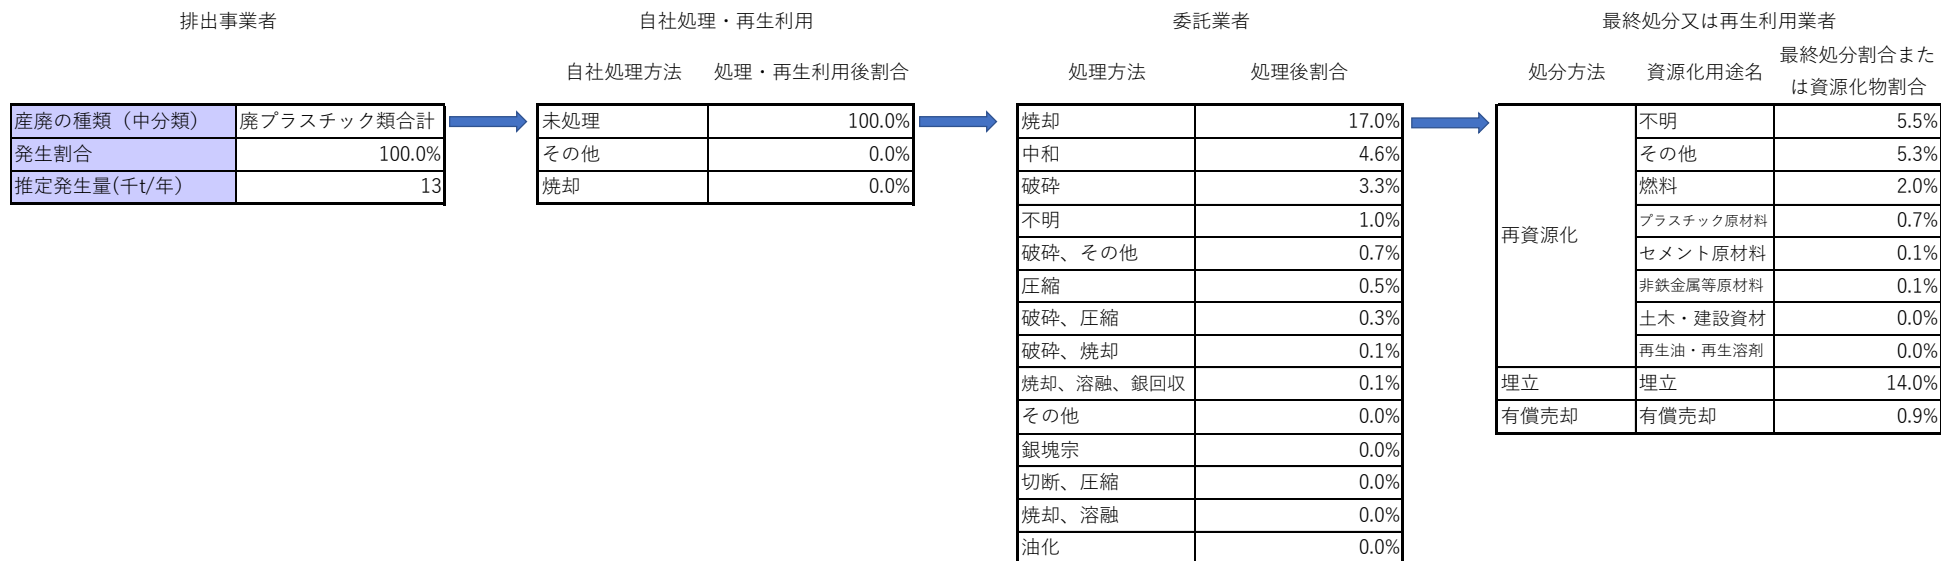 排出事業者
自社処理・再生利用
委託業者
最終処分又は再生利用業者
自社処理方法 処理・再生利用後割合
処理方法 処理後割合
処分方法 資源化用途名 最終処分割合また
は資源化物割合
産廃の種類（中分類） 廃プラスチック類合計
発生割合 100.0%
推定発生量(千t/年） 13
未処理 100.0%
その他 0.0%
焼却 0.0%
焼却 17.0%
中和 4.6%
破砕 3.3%
不明 1.0%
破砕、その他 0.7%
圧縮 0.5%
破砕、圧縮 0.3%
破砕、焼却 0.1%
焼却、溶融、銀回収 0.1%
その他 0.0%
銀塊宗 0.0%
切断、圧縮 0.0%
焼却、溶融 0.0%
油化 0.0%
再資源化
不明 5.5%
その他 5.3%
燃料 2.0%
プラスチック原材料 0.7%
セメント原材料 0.1%
非鉄金属等原材料 0.1%
土木・建設資材 0.0%
再生油・再生溶剤 0.0%
埋立 埋立 14.0%
有償売却 有償売却 0.9%